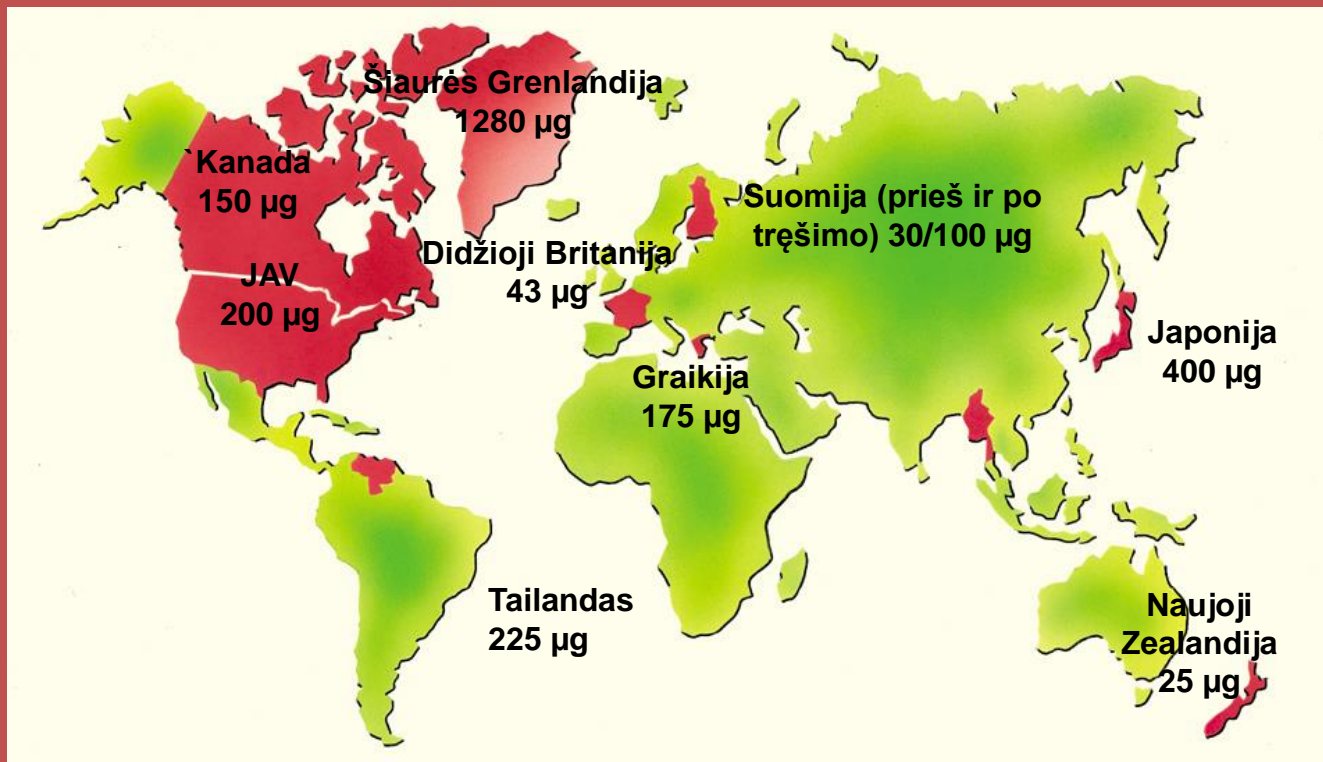 Šiaurės Grenlandija
1280 µg
`Kanada
150 µg
Suomija (prieš ir po
tręšimo) 30/100 µg
Didžioji Britanija
43 µg
JAV
200 µg
Japonija
400 µg
Graikija
175 µg
Tailandas
225 µg
Naujoji
Zealandija
25 µg